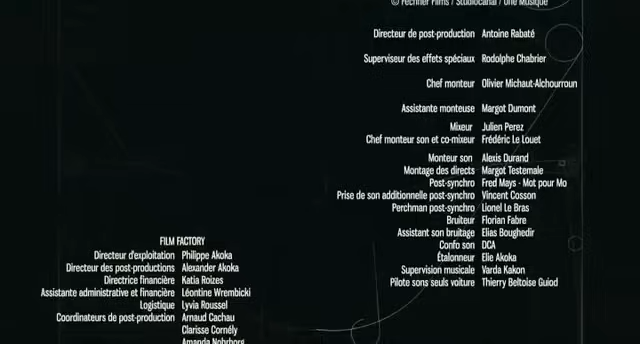 © Fechner Films / Studiocanal / Une Musique
Directeur de post-production Antoine Rabaté
Superviseur des effets spéciaux Rodolphe Chabrier
Chef monteur Olivier Michaut-Alchourroun
Assistante monteuse Margot Dumont
Mixeur Julien Perez
Chef monteur son et co-mixeur Frédéric Le Louet
Monteur son Alexis Durand
Montage des directs Margot Testemale
Post-synchro Fred Mays - Mot pour Mo
Prise de son additionnelle post-synchro Vincent Cosson
Perchman post-synchro Lionel Le Bras
Bruiteur Florian Fabre
Assistant son bruitage Elias Boughedir
Confo son DCA
Étalonneur Elie Akoka
Supervision musicale Varda Kakon
Pilote sons seuls voiture Thierry Beltoise Guiod
FILM FACTORY
Directeur d'exploitation Philippe Akoka
Directeur des post-productions Alexander Akoka
Directrice financière Katia Roizes
Assistante administrative et financière Léontine Wrembicki
Logistique Lyvia Roussel
Coordinateurs de post-production Arnaud Cachau
Clarisse Cornély
Amanda Nohrborg